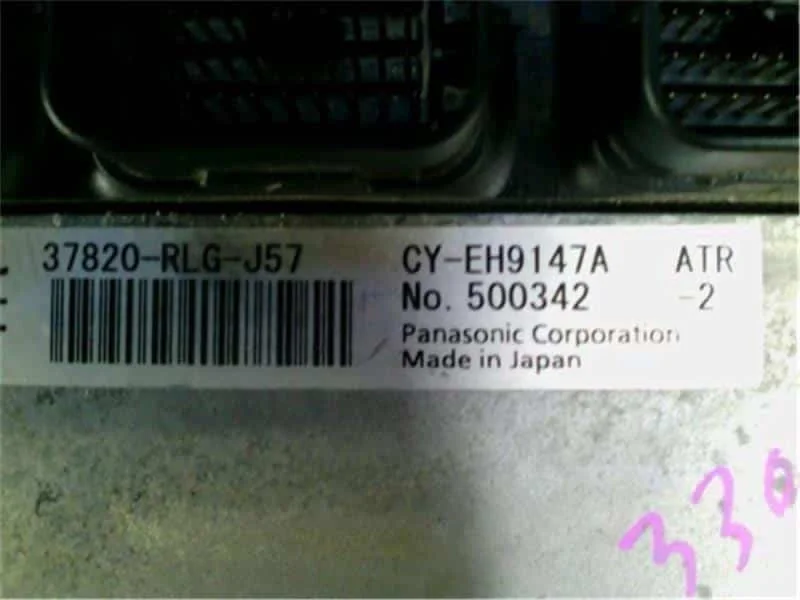 37820-RLG-J57 CY-EH9147A ATR
No. 500342 -2
Panasonic Corporation
Made in Japan
330